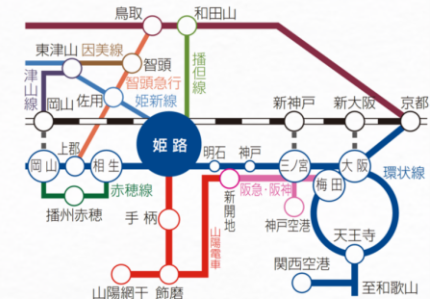 鳥取
和田山
東津山
因美線
智頭
播但線
智頭急行
津山線
岡山
佐用
姫新線
新神戸
新大阪
京都
姫路
上郡
岡山
相生
明石
神戸
三ノ宮
大阪
環状線
梅田
赤穂線
播州赤穂
手柄
新開地
阪急・阪神
神戸空港
山陽電車
天王寺
関西空港
山陽網干
飾磨
至和歌山